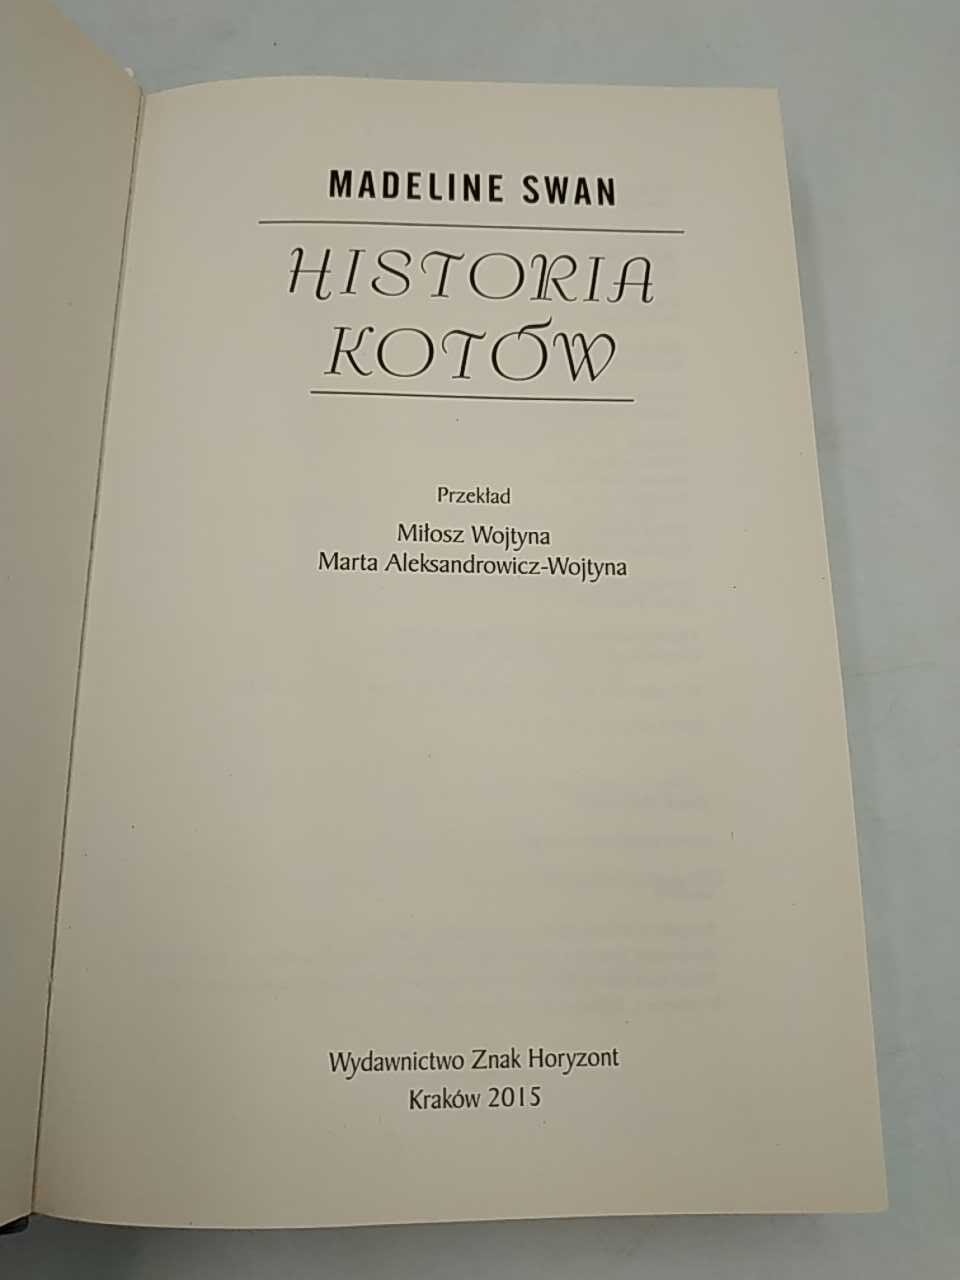 MADELINE SWAN
HISTORIA
KOTÓW
Przekład
Miłosz Wojtyna
Marta Aleksandrowicz-Wojtyna
Wydawnictwo Znak Horyzont
Kraków 2015